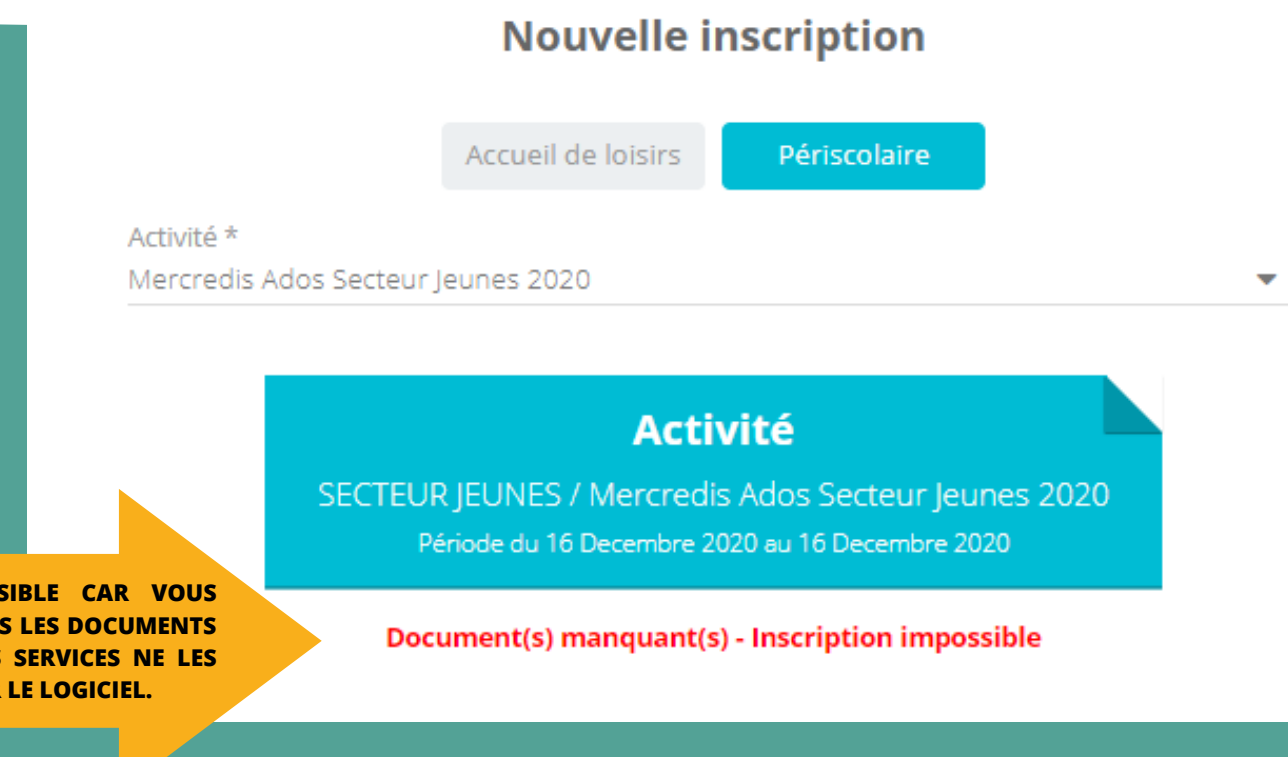 Nouvelle inscription
Accueil de loisirs
Périscolaire
Activité *
Mercredis Ados Secteur Jeunes 2020
Activité
SECTEUR JEUNES / Mercredis Ados Secteur Jeunes 2020
Période du 16 Decembre 2020 au 16 Decembre 2020
CAR VOUS
LES DOCUMENTS
SERVICES NE LES
LE LOGICIEL.
Document(s) manquant(s) - Inscription impossible